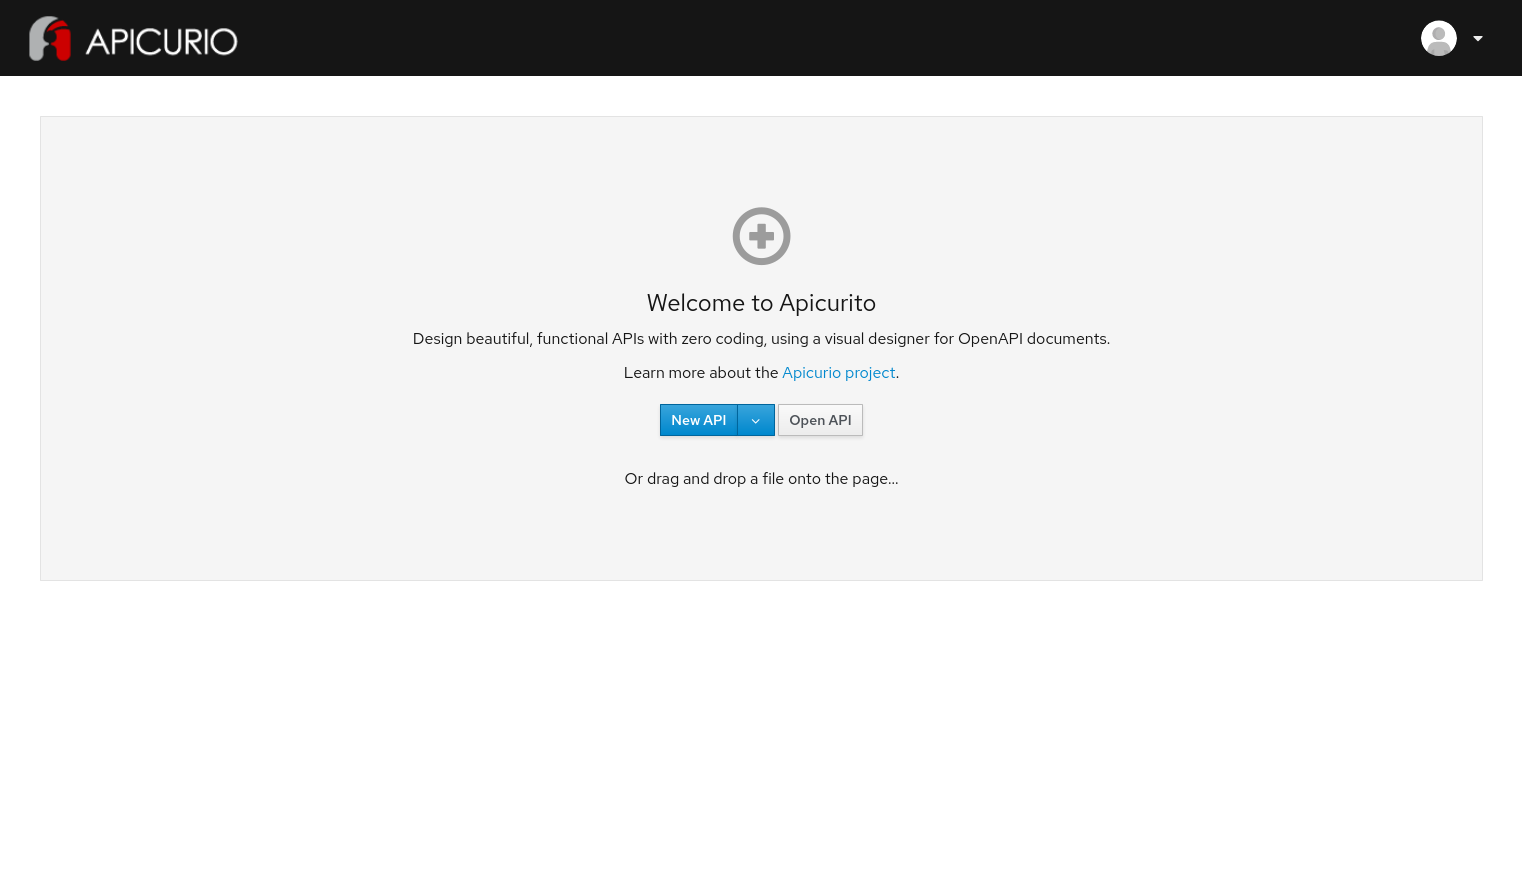 APICURIO
Welcome to Apicurito
Design beautiful, functional APIs with zero coding, using a visual designer for OpenAPI documents.
Learn more about the Apicurio project.
New API
Open API
Or drag and drop a file onto the page...